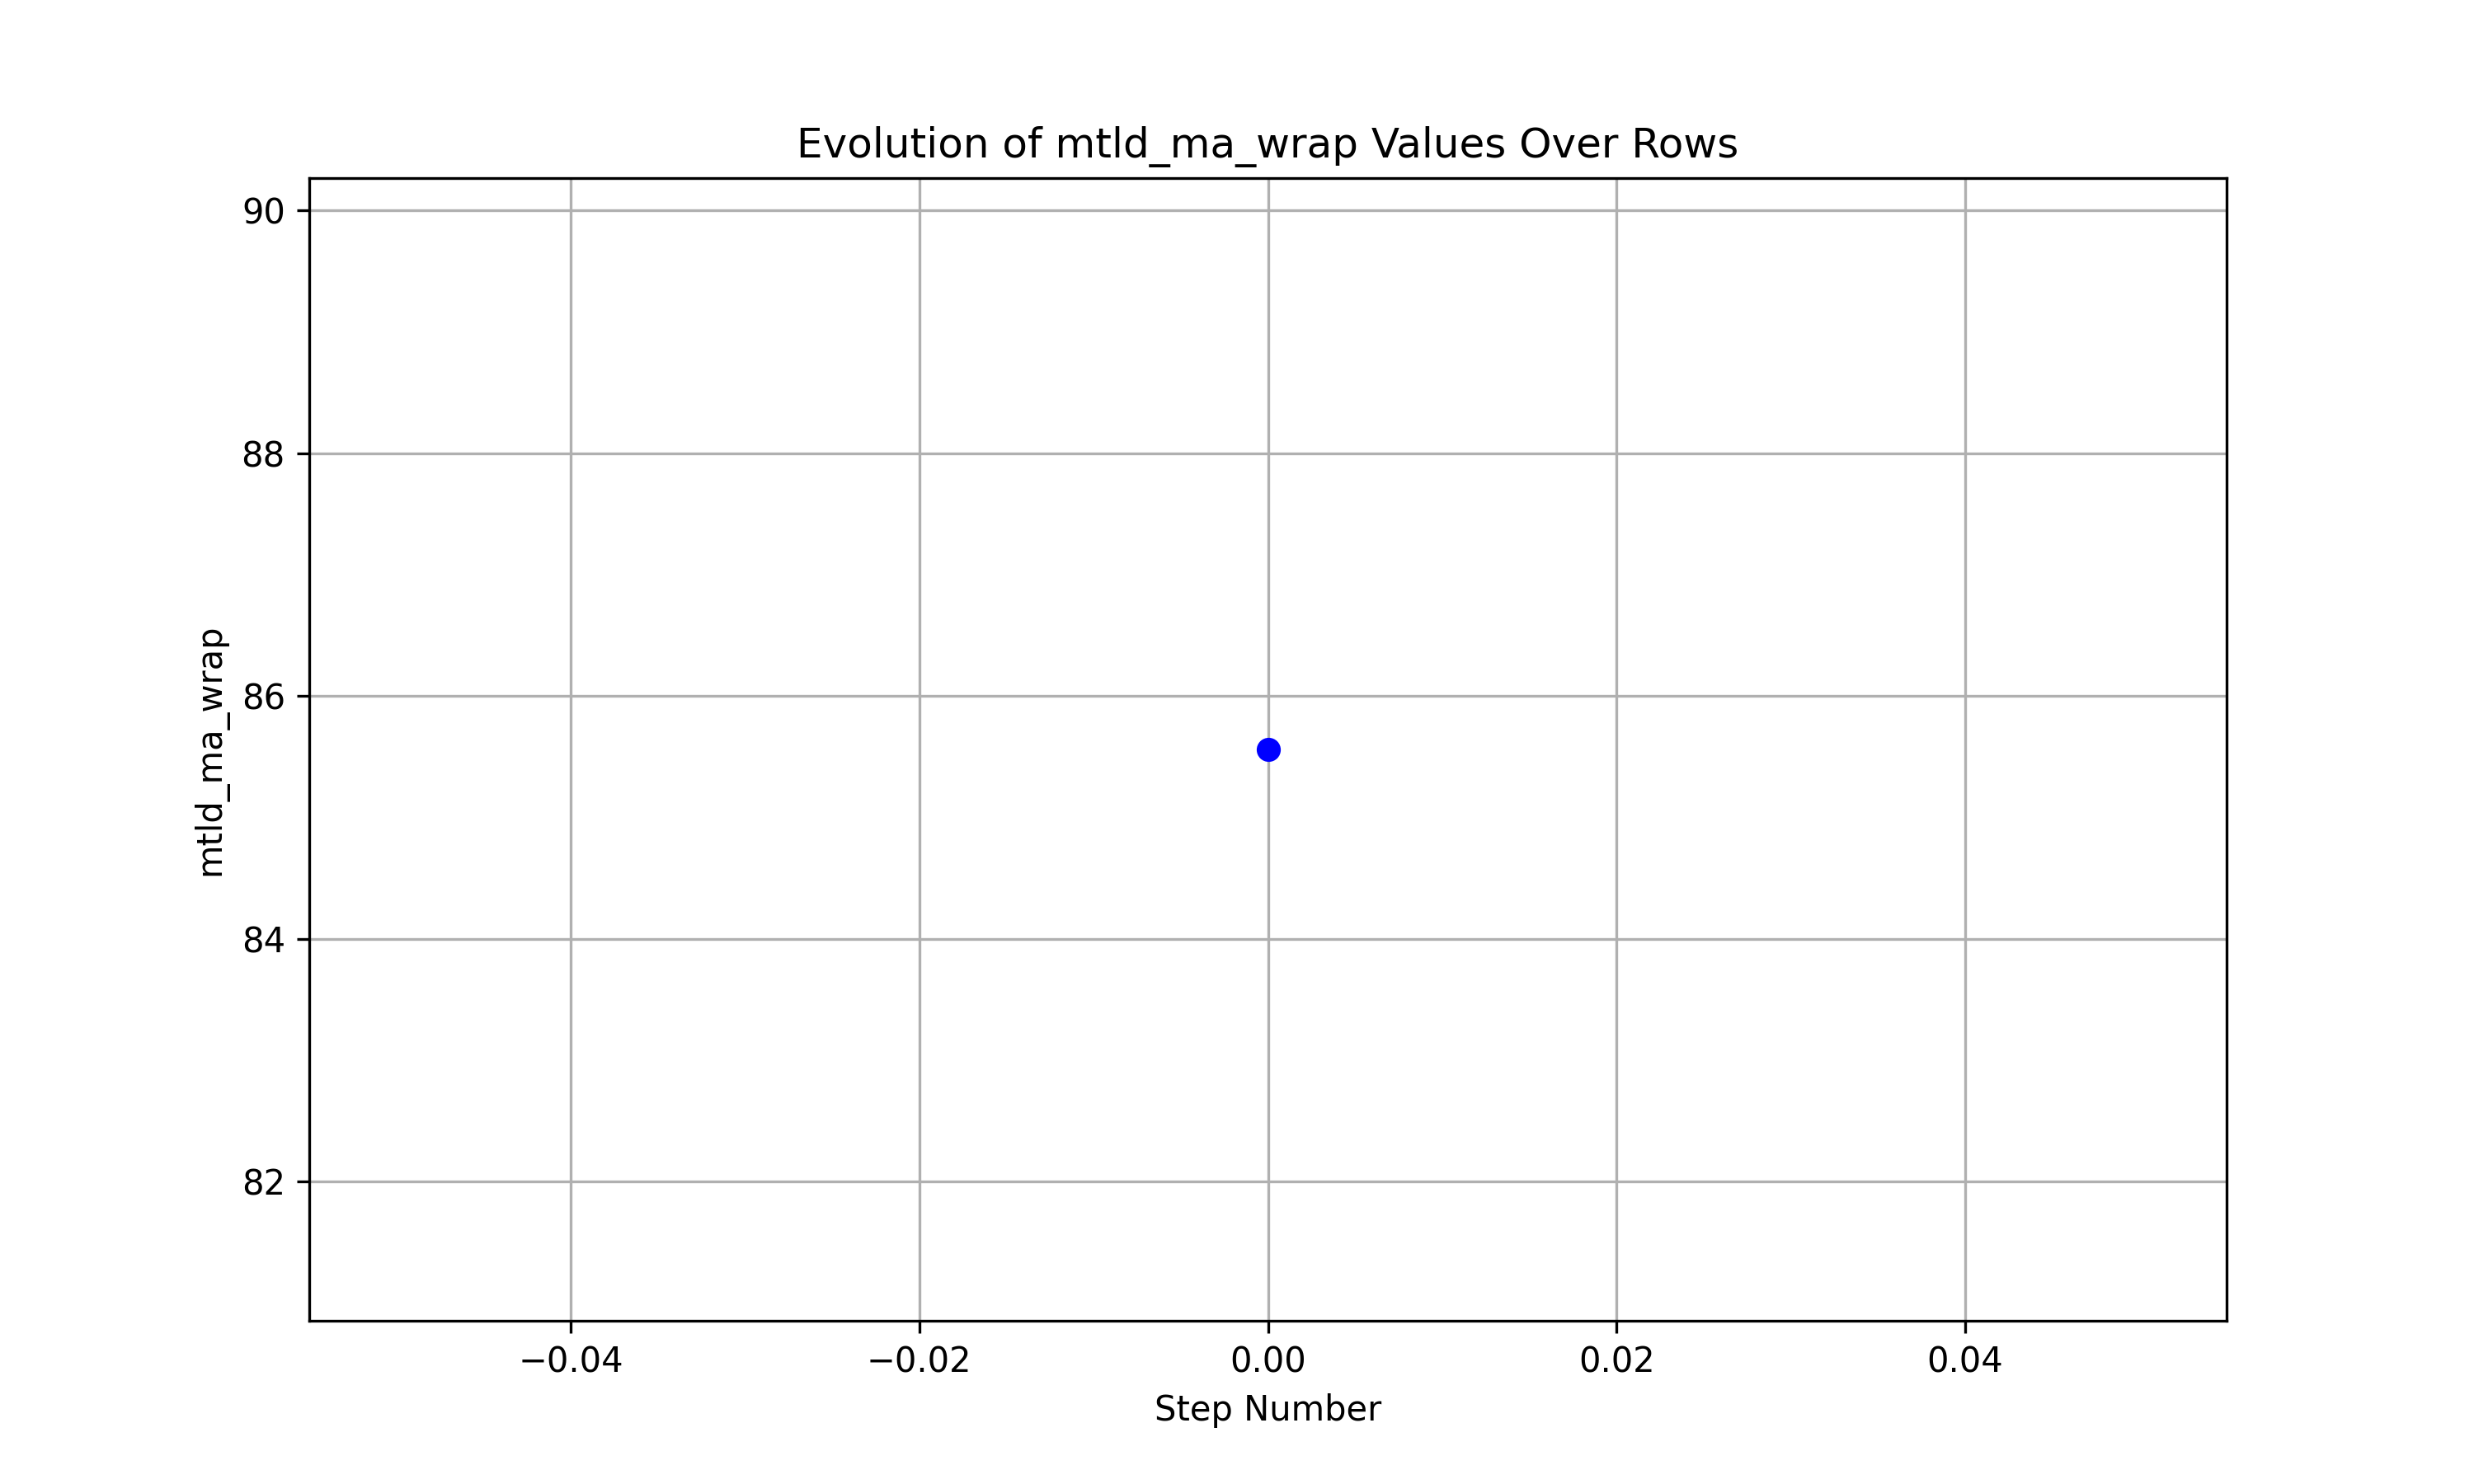 Evolution of mtld_ma_wrap Values Over Rows
90
88
86
84
82
mtld_ma_wrap
−0.04 −0.02 0.00 0.02 0.04
Step Number